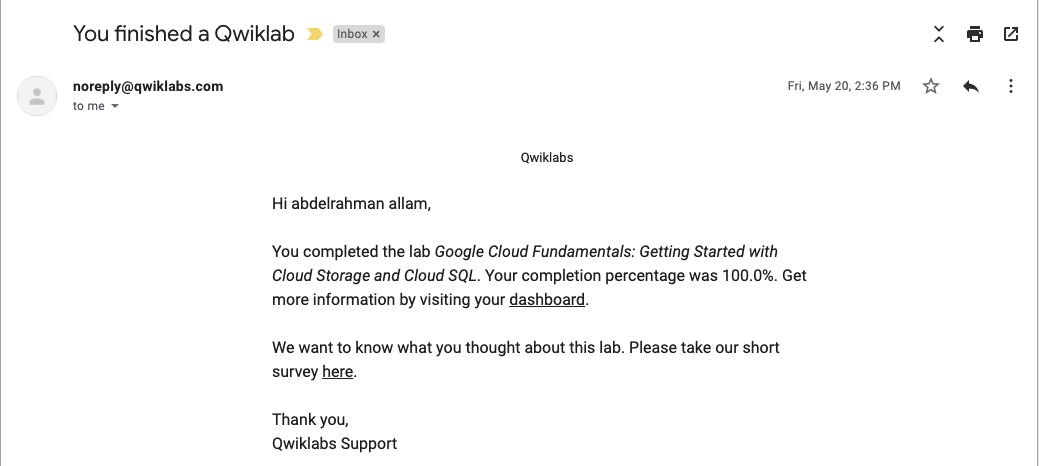 You finished a Qwiklab Inbox ×
noreply@qwiklabs.com Fri, May 20, 2:36 PM
to me
Qwiklabs
Hi abdelrahman allam,
You completed the lab Google Cloud Fundamentals: Getting Started with
Cloud Storage and Cloud SQL. Your completion percentage was 100.0%. Get
more information by visiting your dashboard.
We want to know what you thought about this lab. Please take our short
survey here.
Thank you,
Qwiklabs Support